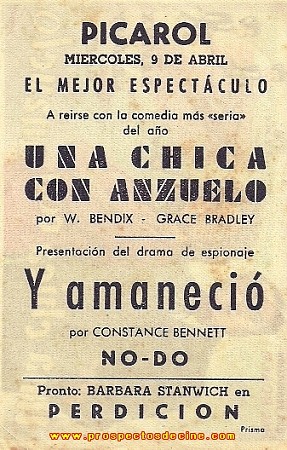 PICAROL
MIERCOLES, 9 DE ABRIL
EL MEJOR ESPECTÁCULO
A reirse con la comedia más «seria»
del año
UNA CHICA
CON ANZUELO
por W. BENDIX - GRACE BRADLEY
Presentación del drama de espionaje
Y amaneció
por CONSTANCE BENNETT
NO-DO
Pronto: BARBARA STANWICH en
PERDICION
Prisma
www.prospectosdecine.com